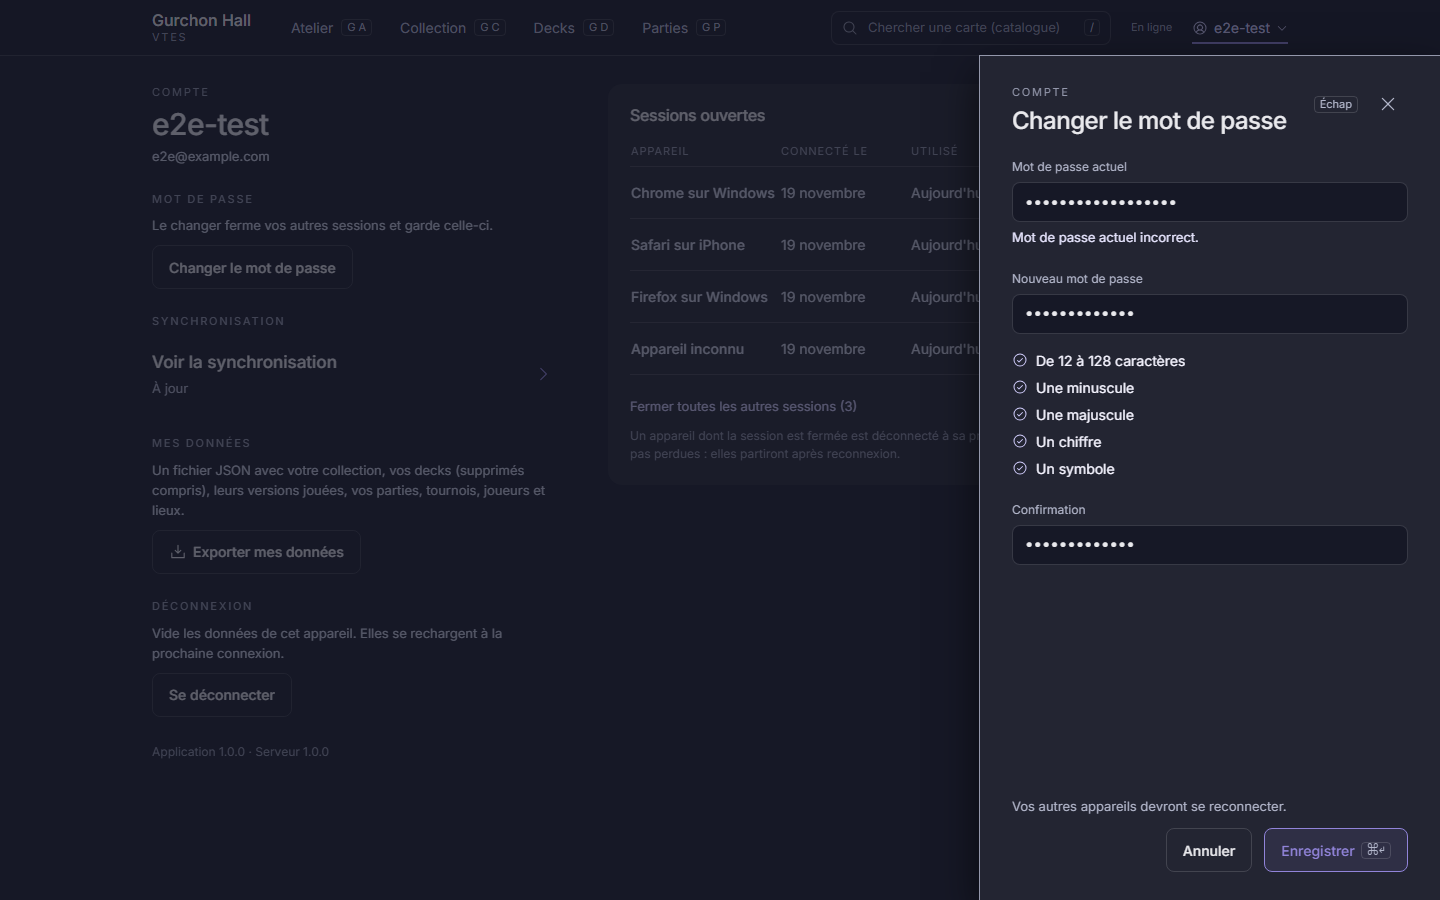 Gurchon Hall
VTES
Atelier G A
Collection G C
Decks G D
Parties G P
Chercher une carte (catalogue) /
En ligne
e2e-test
COMPTE
e2e-test
e2e@example.com
MOT DE PASSE
Le changer ferme vos autres sessions et garde celle-ci.
Changer le mot de passe
SYNCHRONISATION
Voir la synchronisation
À jour
MES DONNÉES
Un fichier JSON avec votre collection, vos decks (supprimés
compris), leurs versions jouées, vos parties, tournois, joueurs et
lieux.
Exporter mes données
DÉCONNEXION
Vide les données de cet appareil. Elles se rechargent à la
prochaine connexion.
Se déconnecter
Application 1.0.0 · Serveur 1.0.0
Sessions ouvertes
APPAREIL CONNECTÉ LE UTILISÉ
Chrome sur Windows 19 novembre Aujourd'hu
Safari sur iPhone 19 novembre Aujourd'hu
Firefox sur Windows 19 novembre Aujourd'hu
Appareil inconnu 19 novembre Aujourd'hu
Fermer toutes les autres sessions (3)
Un appareil dont la session est fermée est déconnecté à sa
pas perdues : elles partiront après reconnexion.
COMPTE
Changer le mot de passe
Échap
Mot de passe actuel
••••••••••••••••••
Mot de passe actuel incorrect.
Nouveau mot de passe
•••••••••••••
De 12 à 128 caractères
Une minuscule
Une majuscule
Un chiffre
Un symbole
Confirmation
•••••••••••••
Vos autres appareils devront se reconnecter.
Annuler
Enregistrer ⌘↵